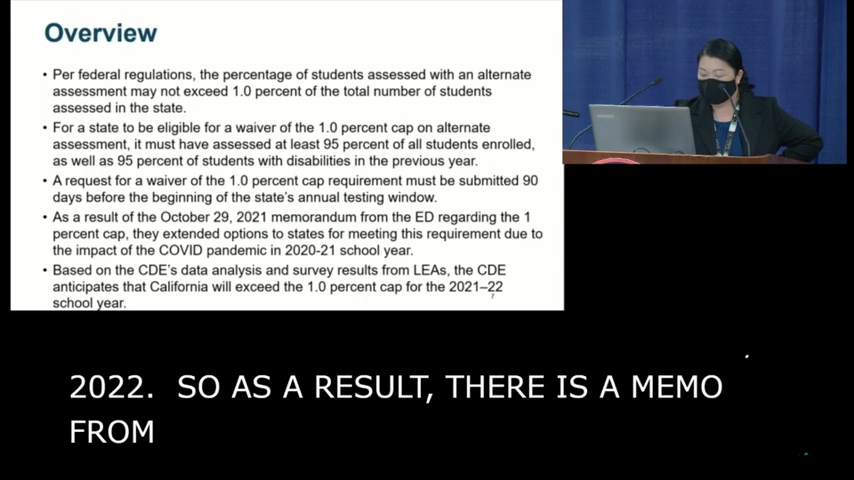 Overview
• Per federal regulations, the percentage of students assessed with an alternate
assessment may not exceed 1.0 percent of the total number of students
assessed in the state.
• For a state to be eligible for a waiver of the 1.0 percent cap on alternate
assessment, it must have assessed at least 95 percent of all students enrolled,
as well as 95 percent of students with disabilities in the previous year.
• A request for a waiver of the 1.0 percent cap requirement must be submitted 90
days before the beginning of the state's annual testing window.
• As a result of the October 29, 2021 memorandum from the ED regarding the 1
percent cap, they extended options to states for meeting this requirement due to
the impact of the COVID pandemic in 2020-21 school year.
• Based on the CDE's data analysis and survey results from LEAs, the CDE
anticipates that California will exceed the 1.0 percent cap for the 2021–22
school year.
7
2022. SO AS A RESULT, THERE IS A MEMO
FROM